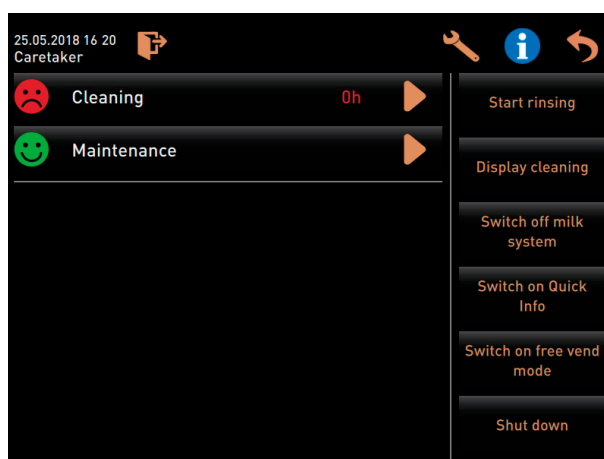 25.05.2018 16 20
Caretaker
Cleaning 0h
Maintenance
Start rinsing
Display cleaning
Switch off milk
system
Switch on Quick
Info
Switch on free vend
mode
Shut down